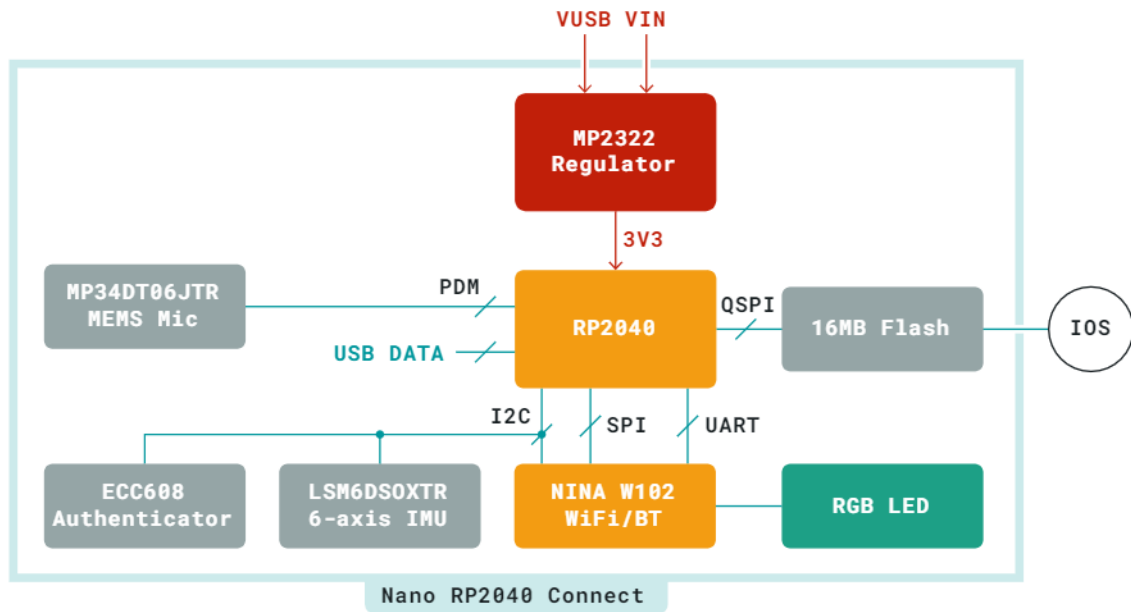 VUSB VIN
MP2322
Regulator
3V3
MP34DT06JTR
MEMS Mic
PDM
RP2040
QSPI
16MB Flash
IOS
USB DATA
I2C
SPI
UART
ECC608
Authenticator
LSM6DSOXTR
6-axis IMU
NINA W102
WiFi/BT
RGB LED
Nano RP2040 Connect